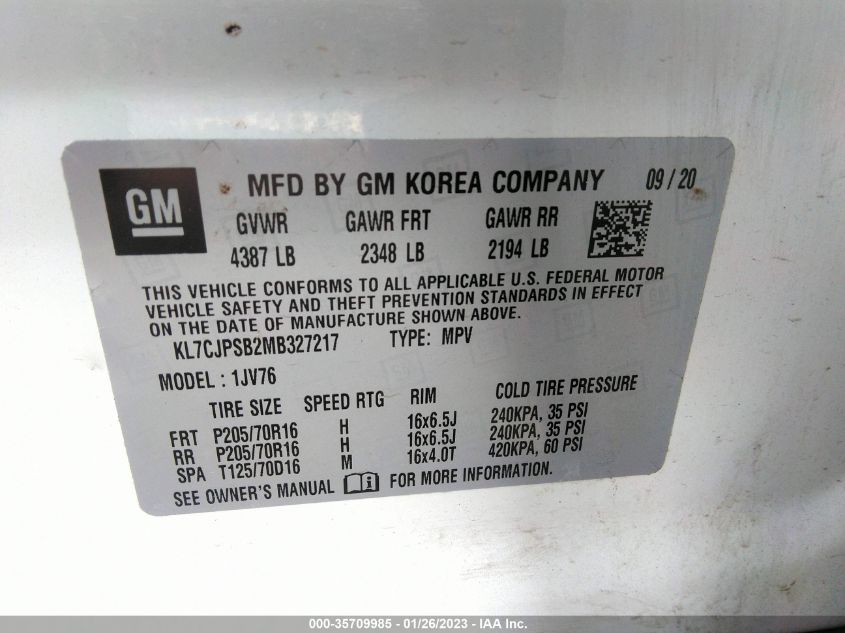 GM
MFD BY GM KOREA COMPANY 09/20
GVWR GAWR FRT GAWR RR
4387 LB 2348 LB 2194 LB
THIS VEHICLE CONFORMS TO ALL APPLICABLE U.S. FEDERAL MOTOR
VEHICLE SAFETY AND THEFT PREVENTION STANDARDS IN EFFECT
ON THE DATE OF MANUFACTURE SHOWN ABOVE.
KL7CJPSB2MB327217 TYPE: MPV
MODEL : 1JV76
TIRE SIZE SPEED RTG RIM COLD TIRE PRESSURE
FRT P205/70R16 H 16x6.5J 240KPA, 35 PSI
RR P205/70R16 H 16x6.5J 240KPA, 35 PSI
SPA T125/70D16 M 16x4.0T 420KPA, 60 PSI
SEE OWNER'S MANUAL FOR MORE INFORMATION.
000-35709985 - 01/26/2023 - IAA Inc.